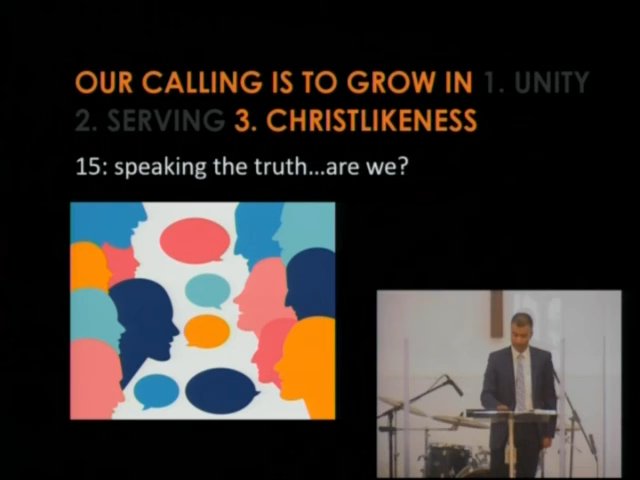 OUR CALLING IS TO GROW IN 1. UNITY
2. SERVING 3. CHRISTLIKENESS
15: speaking the truth...are we?